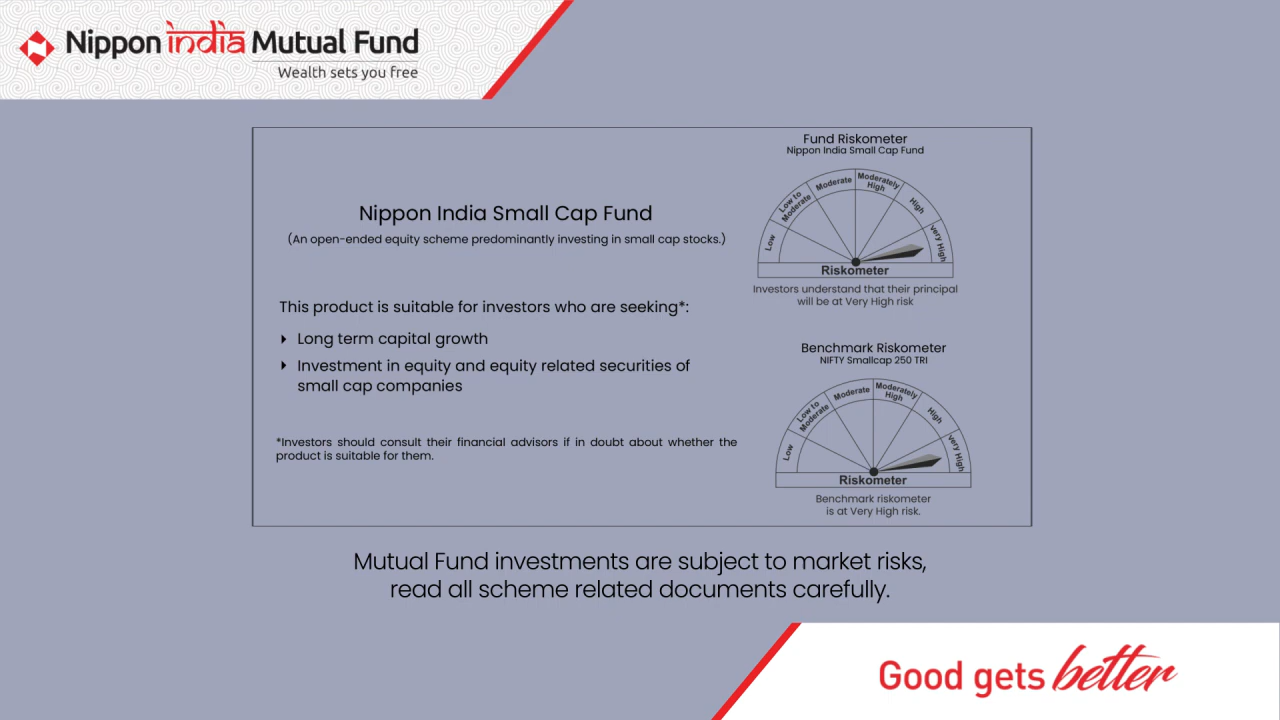 Nippon india Mutual Fund
Wealth sets you free
Nippon India Small Cap Fund
(An open-ended equity scheme predominantly investing in small cap stocks.)
This product is suitable for investors who are seeking*:
Long term capital growth
Investment in equity and equity related securities of
small cap companies
*Investors should consult their financial advisors if in doubt about whether the
product is suitable for them.
Fund Riskometer
Nippon India Small Cap Fund
Low
Low to
Moderate
Moderate
Moderately
High
High
very High
Riskometer
Investors understand that their principal
will be at Very High risk
Benchmark Riskometer
NIFTY Smallcap 250 TRI
Low
Low to
Moderate
Moderate
Moderately
High
High
very High
Riskometer
Benchmark riskometer
is at Very High risk.
Mutual Fund investments are subject to market risks,
read all scheme related documents carefully.
Good gets better